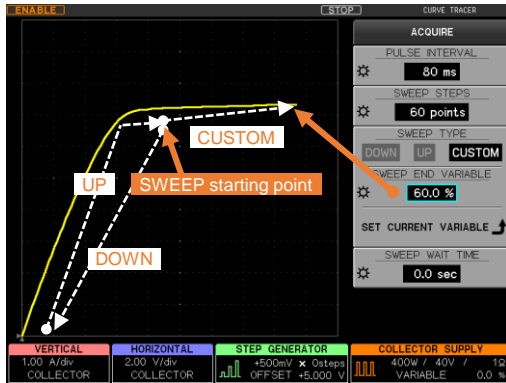 ENABLE
STOP
CURVE TRACER
ACQUIRE
PULSE INTERVAL
80 ms
SWEEP STEPS
60 points
SWEEP TYPE
DOWN UP CUSTOM
SWEEP END VARIABLE
60.0 %
SET CURRENT VARIABLE
SWEEP WAIT TIME
0.0 sec
CUSTOM
UP
SWEEP starting point
DOWN
VERTICAL
1.00 A/div
COLLECTOR
HORIZONTAL
2.00 V/div
COLLECTOR
STEP GENERATOR
+500mV × 0steps
OFFSET +5.000 V
COLLECTOR SUPPLY
400W / 40V / 1Ω
VARIABLE 0.0 %